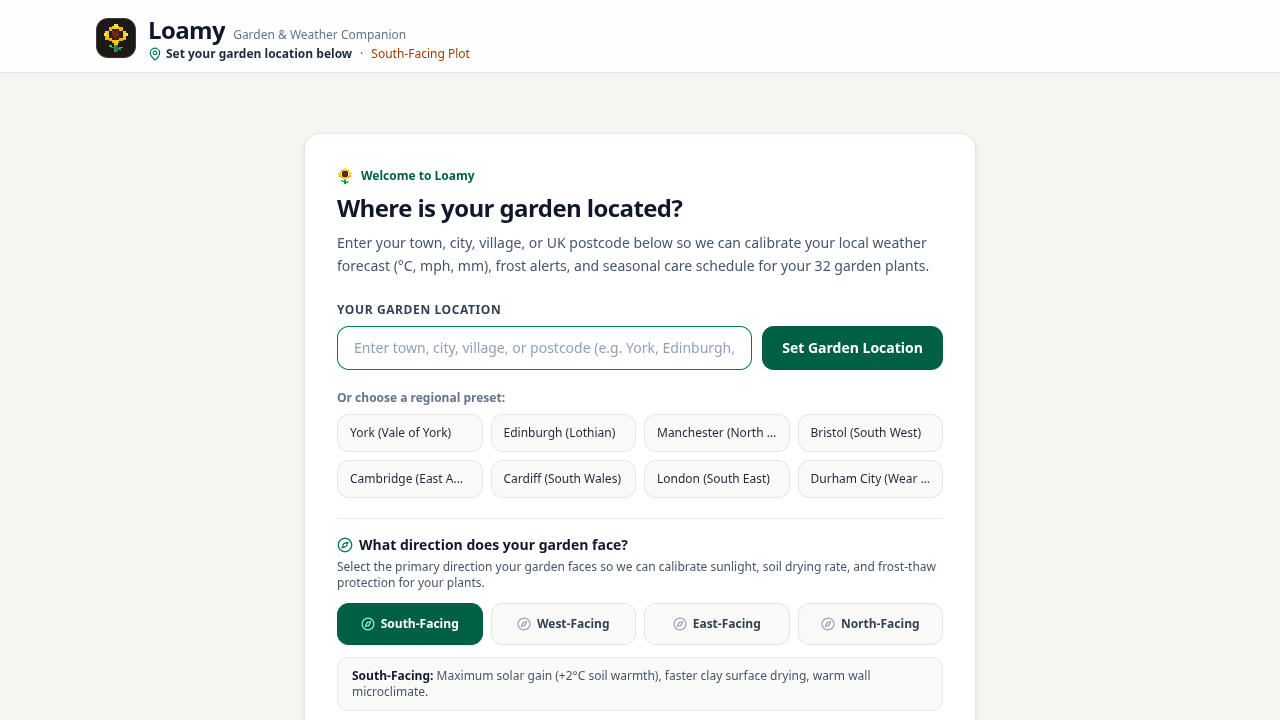 Loamy Garden & Weather Companion
Set your garden location below · South-Facing Plot
Welcome to Loamy
Where is your garden located?
Enter your town, city, village, or UK postcode below so we can calibrate your local weather
forecast (°C, mph, mm), frost alerts, and seasonal care schedule for your 32 garden plants.
YOUR GARDEN LOCATION
Enter town, city, village, or postcode (e.g. York, Edinburgh,
Set Garden Location
Or choose a regional preset:
York (Vale of York)
Edinburgh (Lothian)
Manchester (North ...
Bristol (South West)
Cambridge (East A...
Cardiff (South Wales)
London (South East)
Durham City (Wear ...
What direction does your garden face?
Select the primary direction your garden faces so we can calibrate sunlight, soil drying rate, and frost-thaw
protection for your plants.
South-Facing
West-Facing
East-Facing
North-Facing
South-Facing: Maximum solar gain (+2°C soil warmth), faster clay surface drying, warm wall
microclimate.